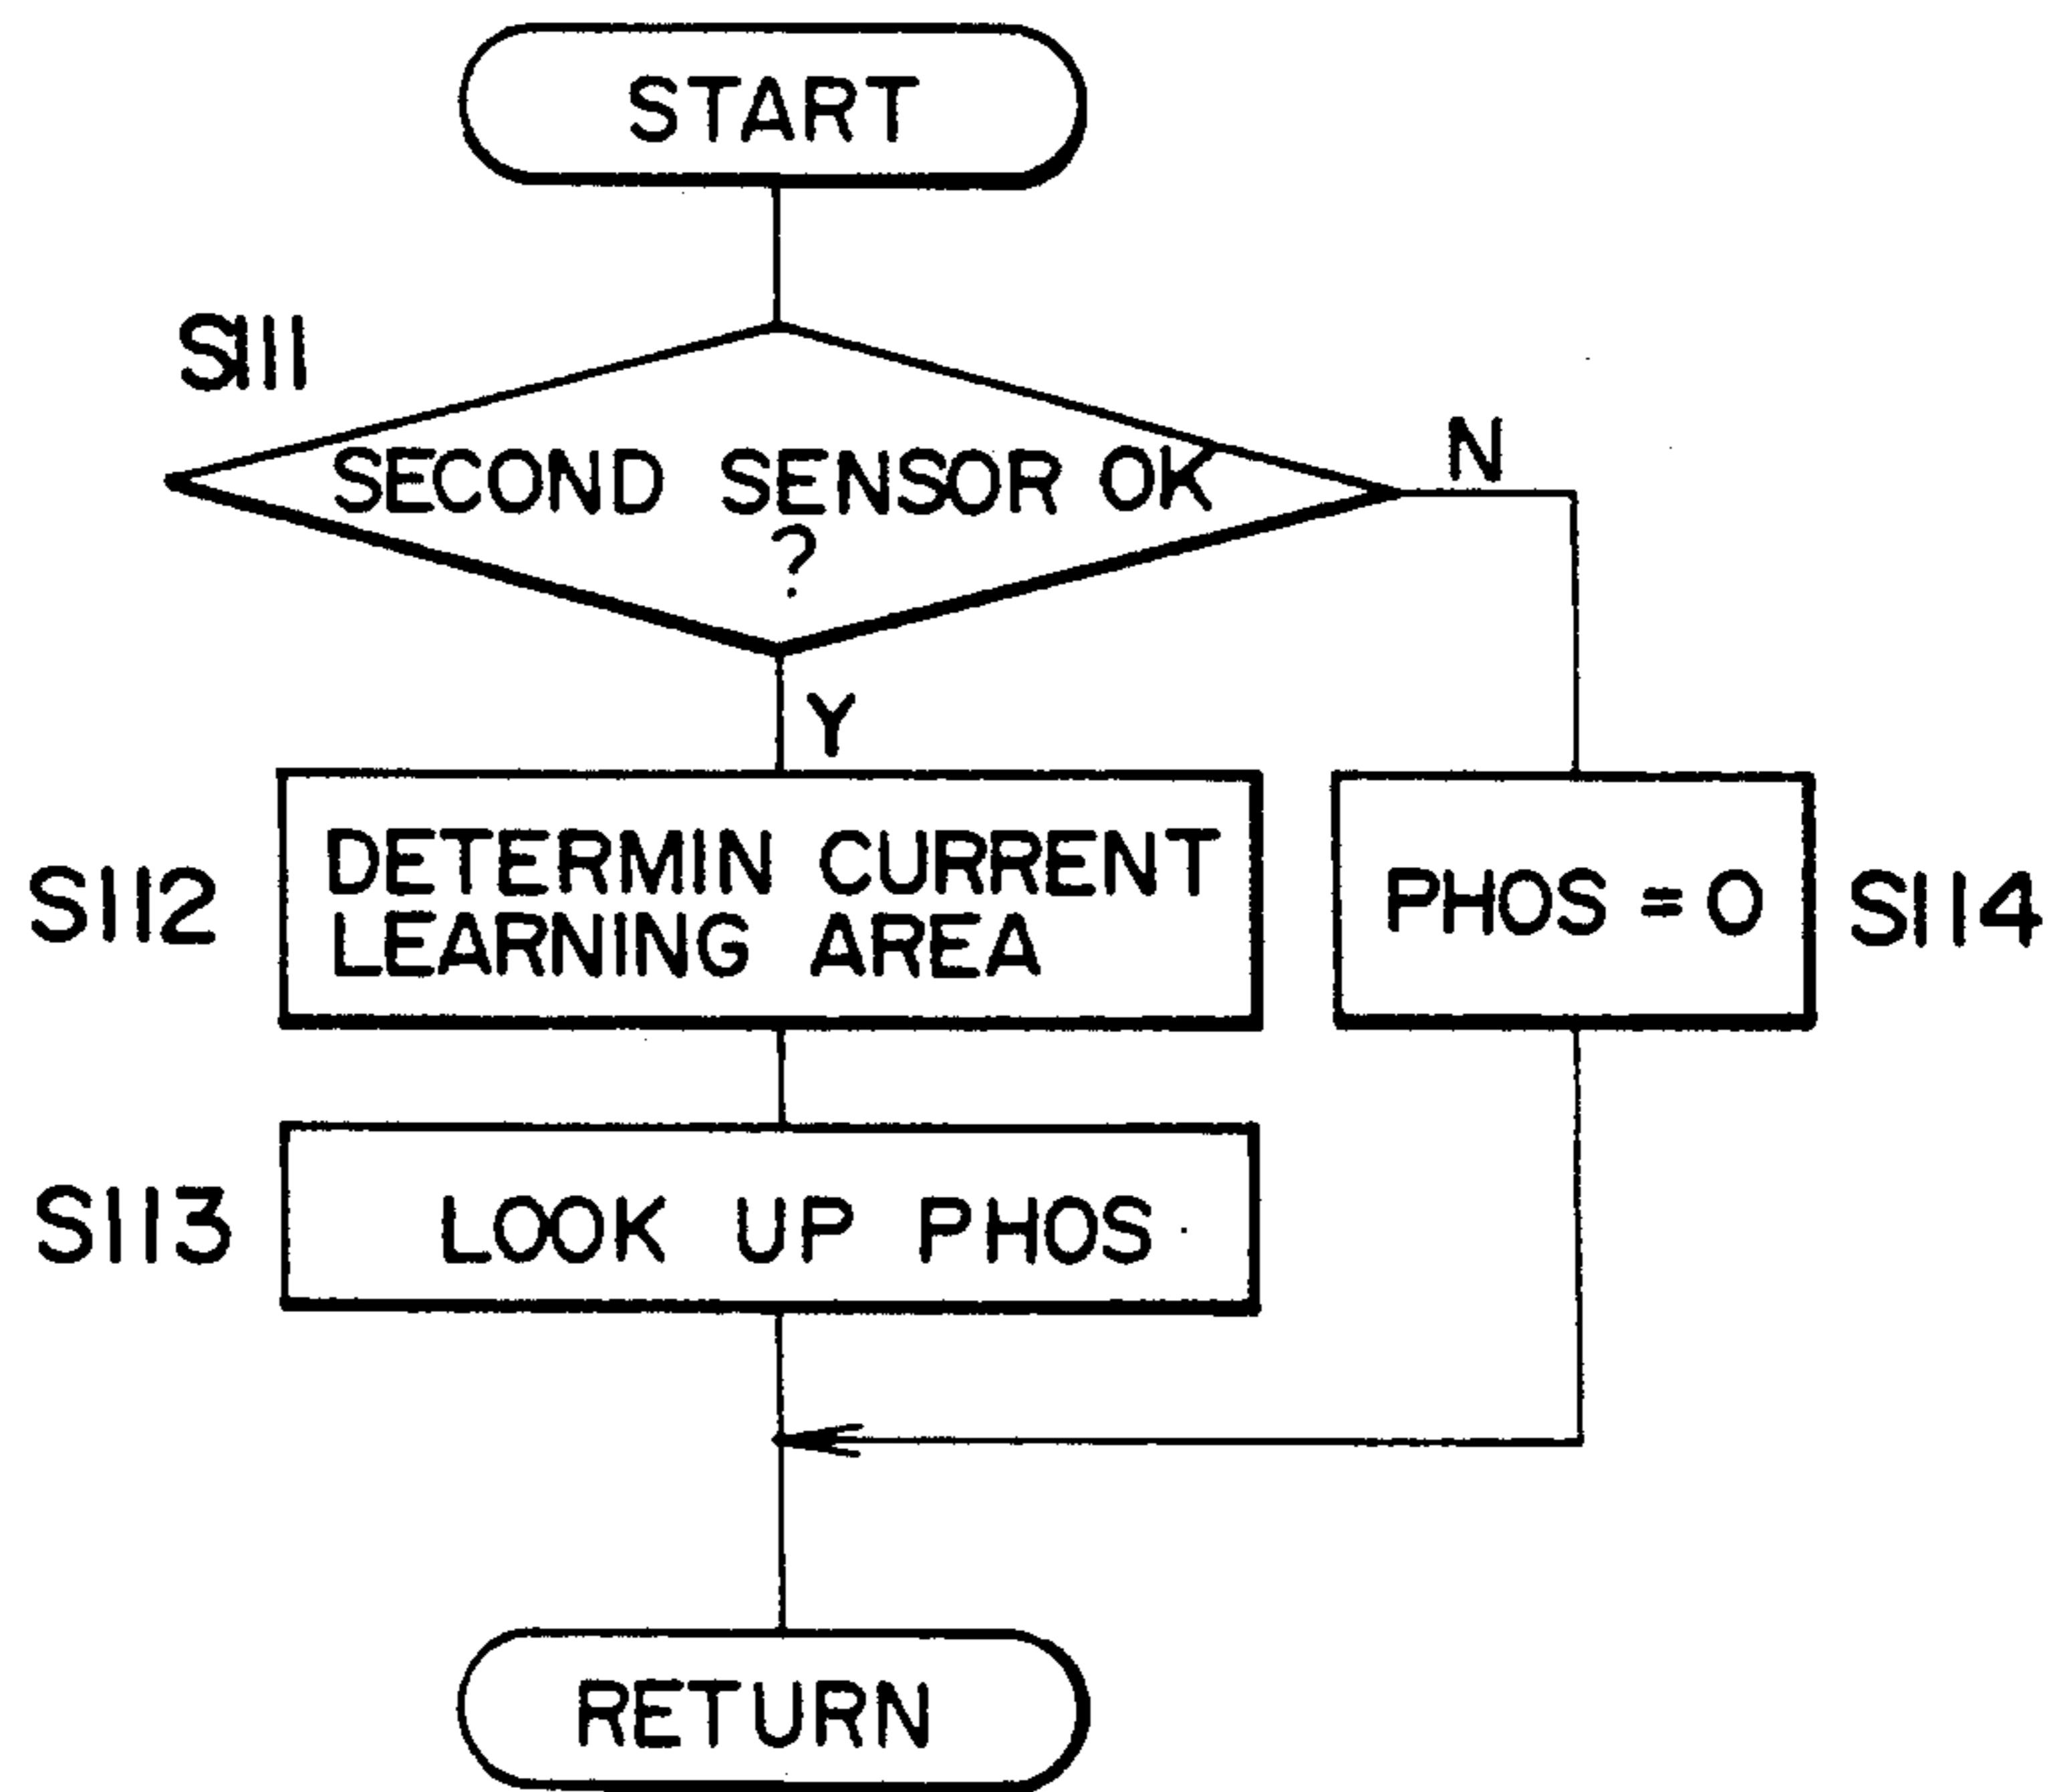 START
S111
SECOND SENSOR OK
?
N
Y
S112
DETERMIN CURRENT
LEARNING AREA
PHOS = 0
S114
S113
LOOK UP PHOS
RETURN